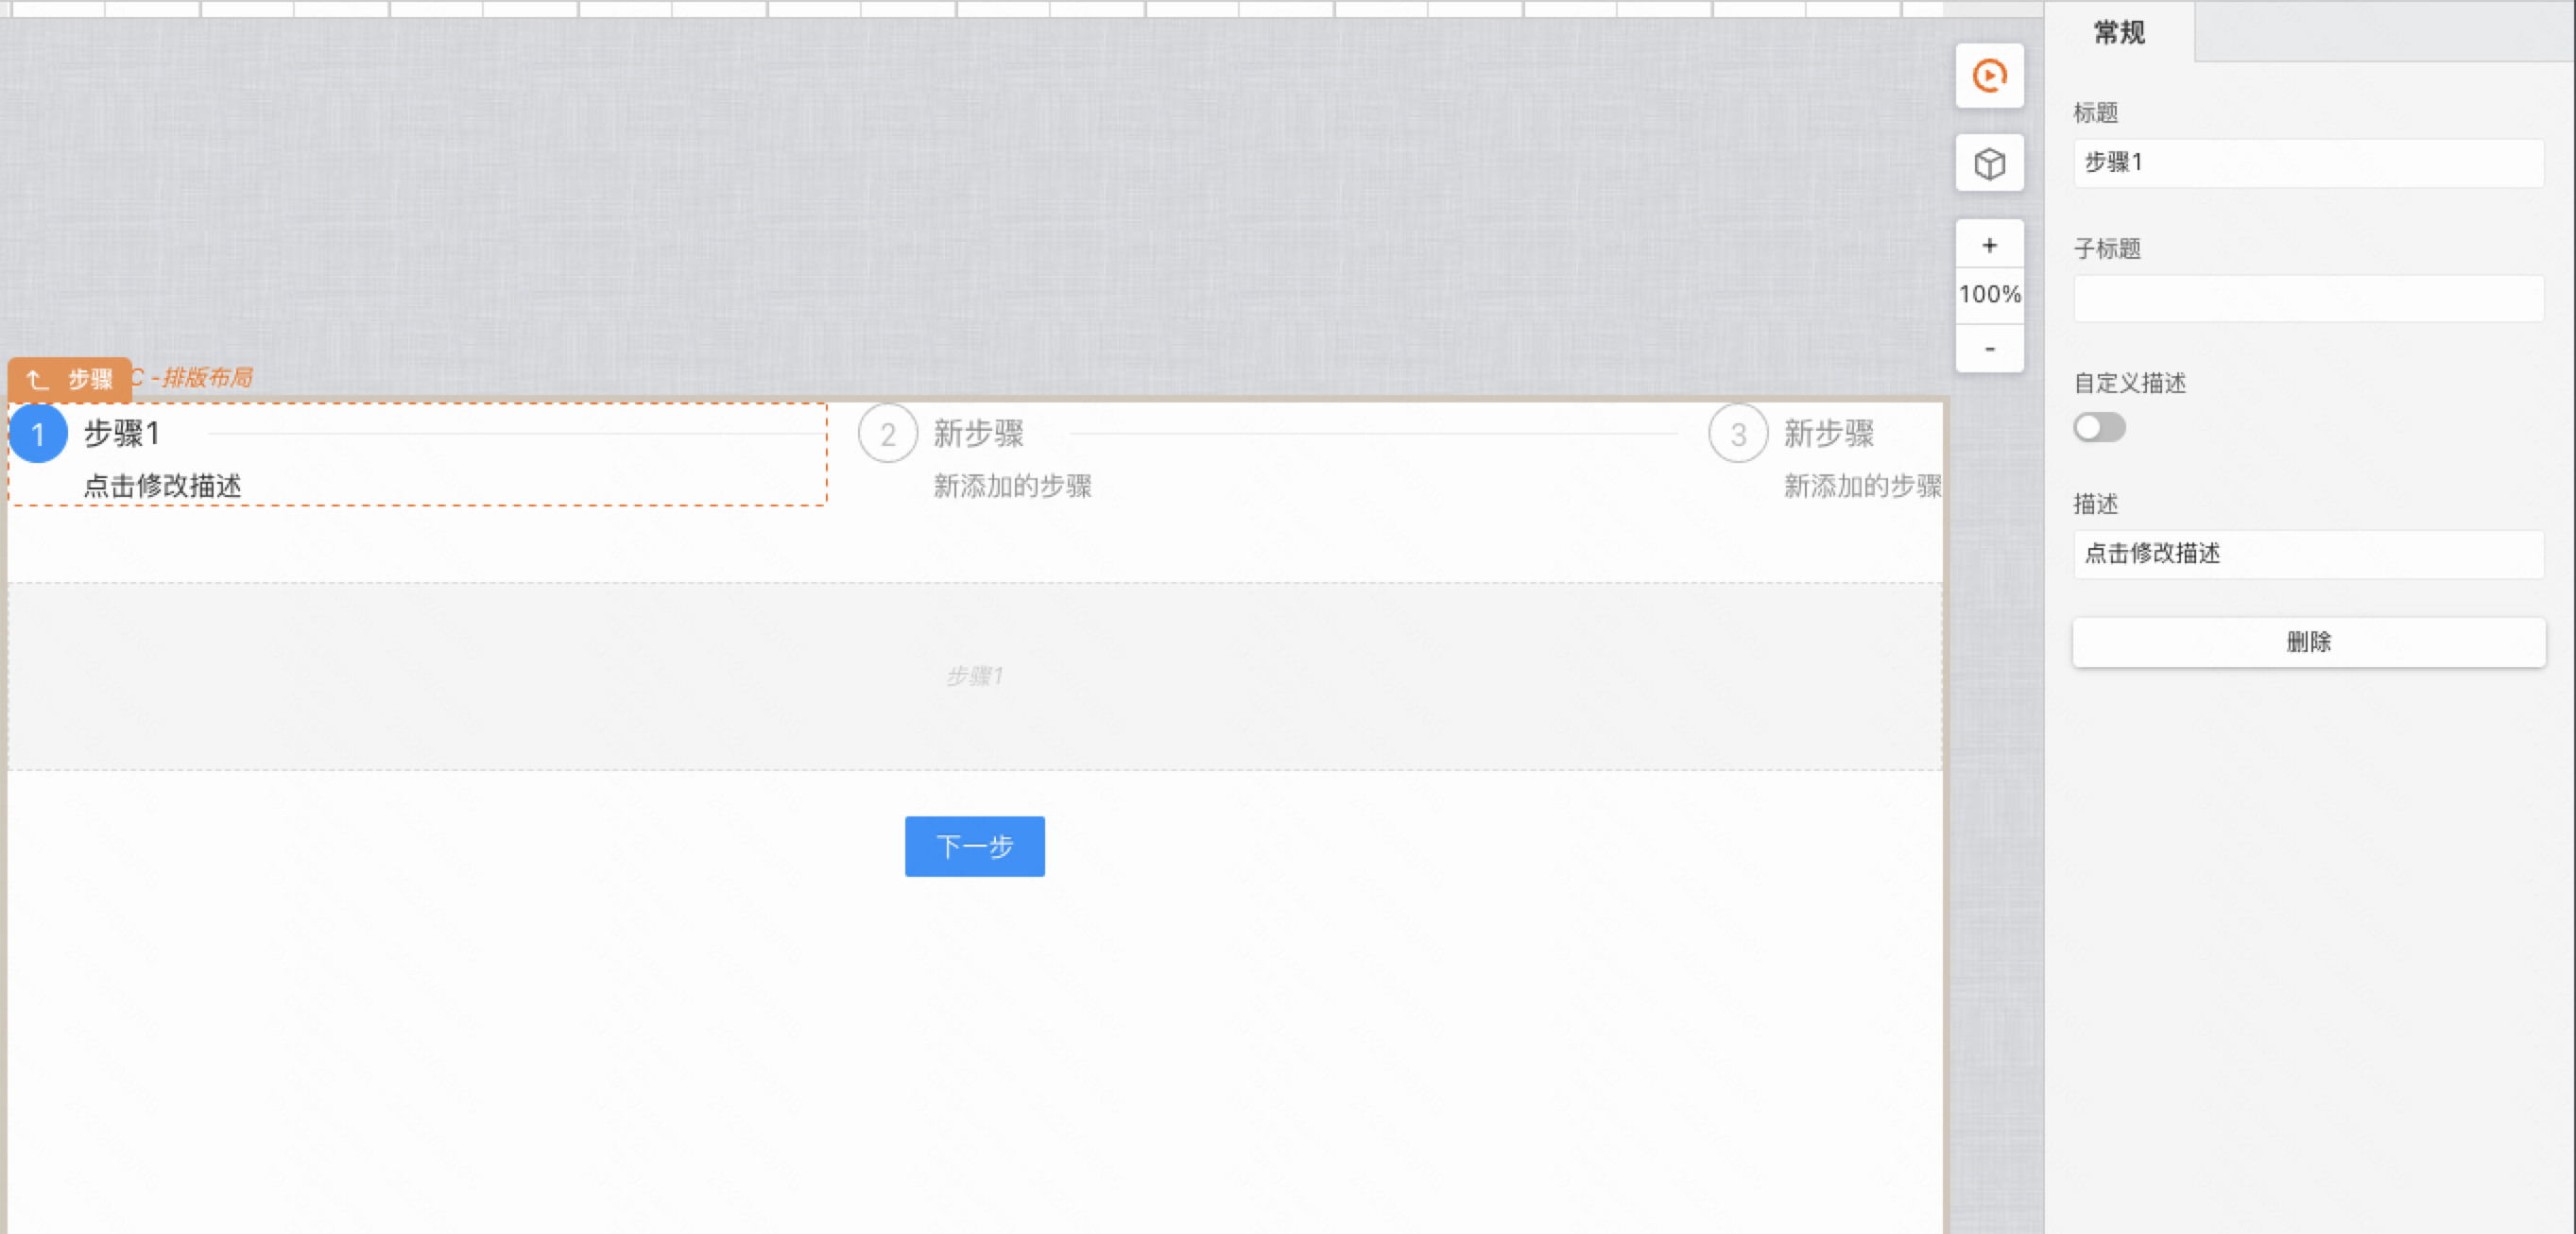 常规
标题
步骤1
子标题
+
100%
-
自定义描述
描述
点击修改描述
删除
步骤 C -排版布局
1 步骤1
点击修改描述
2 新步骤
新添加的步骤
3 新步骤
新添加的步骤
步骤1
下一步